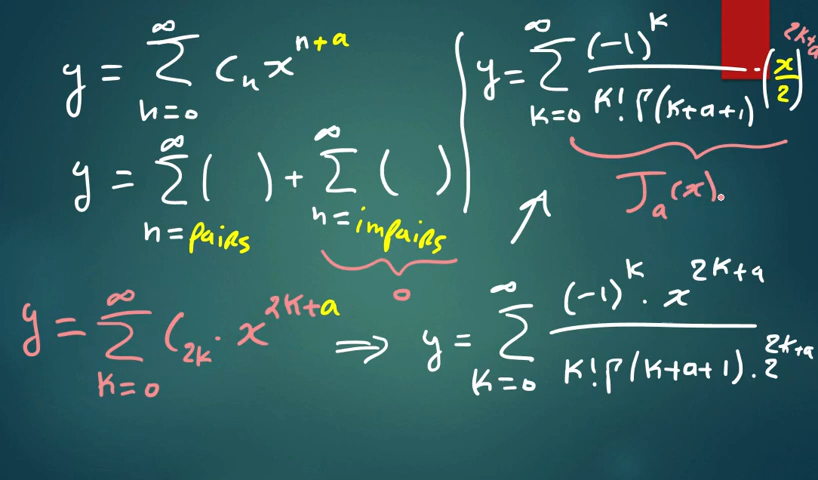 y = ∑_{n=0}^{∞} c_n x^{n+a}
y = ∑_{n=pairs}^{∞} ( ) + ∑_{n=impairs}^{∞} ( )
0
y = ∑_{k=0}^{∞} C_{2k} · x^{2k+a}
⇒ y = ∑_{k=0}^{∞} (-1)^k · x^{2k+a} / k! Γ(k+a+1) · 2^{2k+a}
y = ∑_{k=0}^{∞} (-1)^k / k! Γ(k+a+1) · (x/2)^{2k+a}
J_a(x).